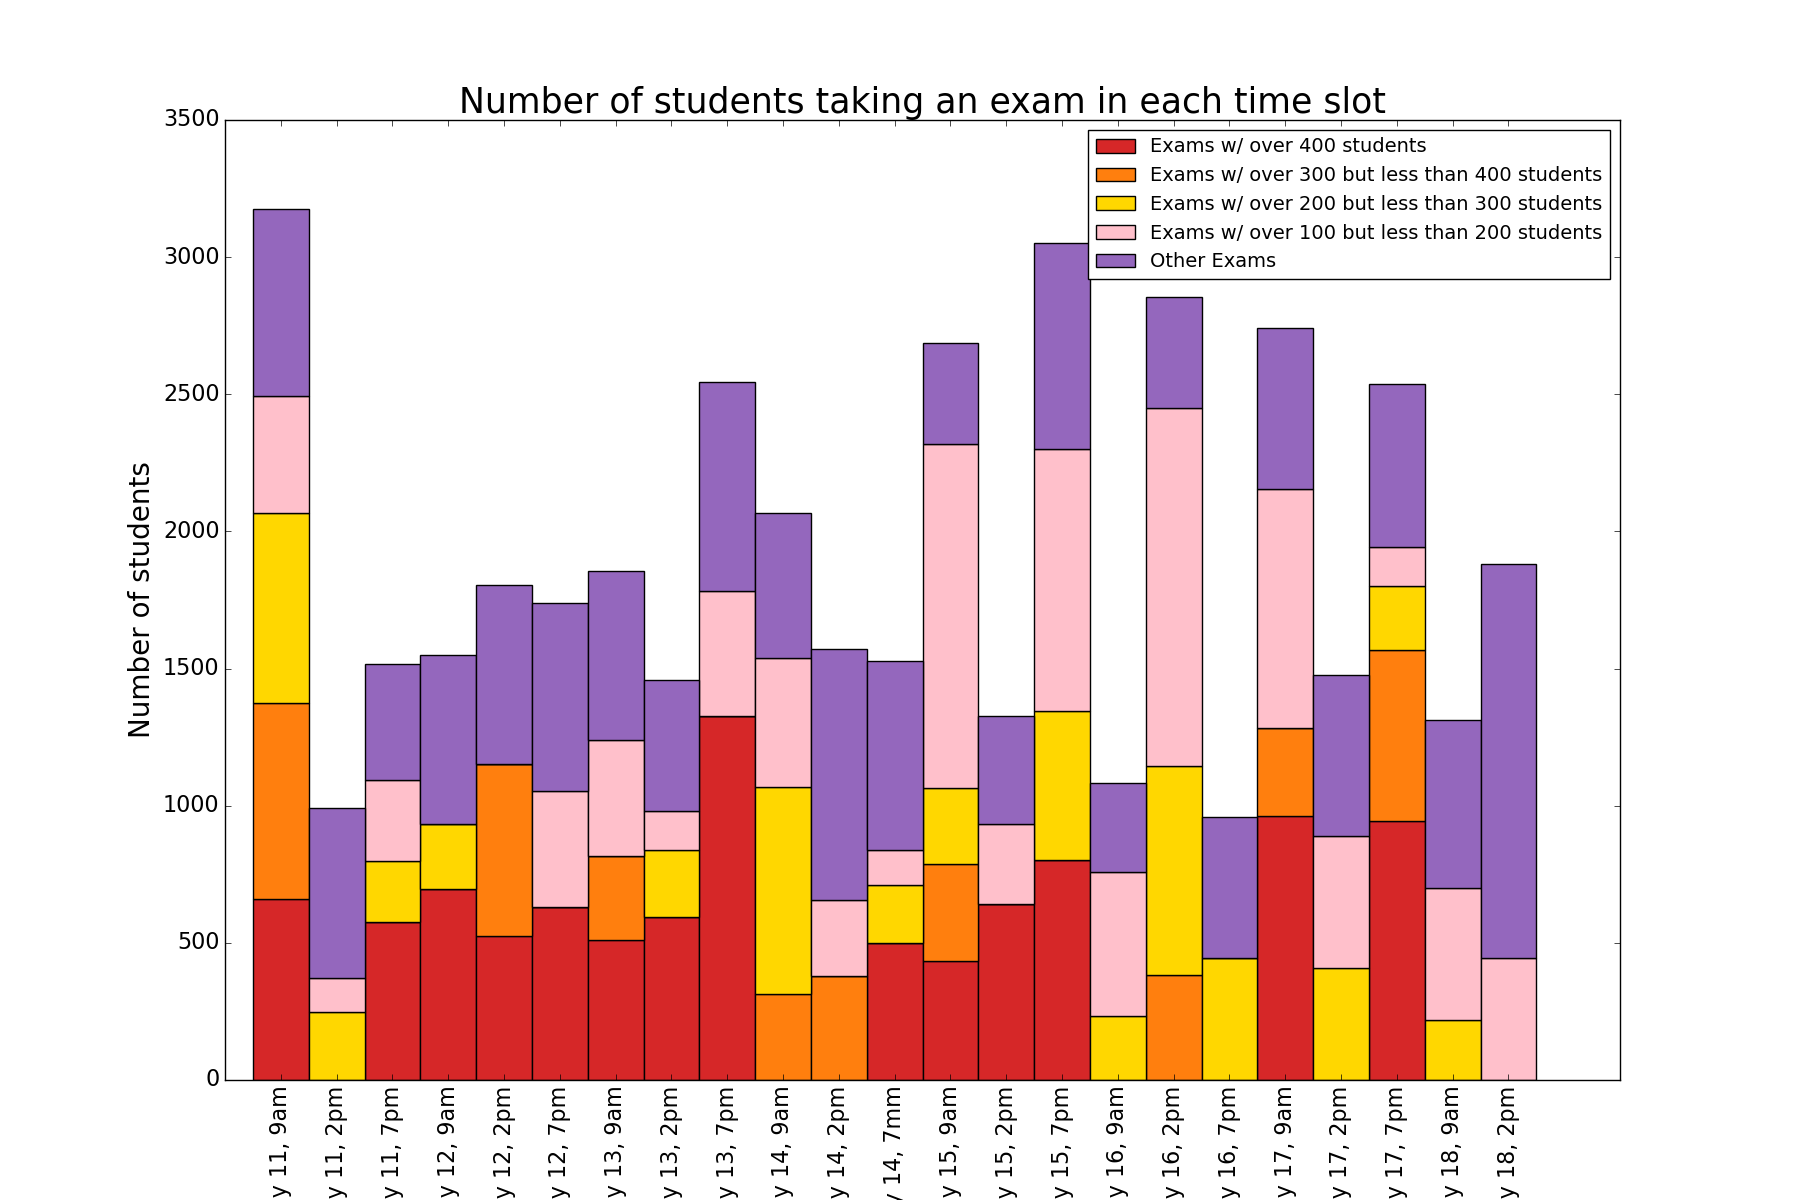 Number of students taking an exam in each time slot
Exams w/ over 400 students
Exams w/ over 300 but less than 400 students
Exams w/ over 200 but less than 300 students
Exams w/ over 100 but less than 200 students
Other Exams
Number of students
3500
3000
2500
2000
1500
1000
500
0
y 11, 9am
y 11, 2pm
y 11, 7pm
y 12, 9am
y 12, 2pm
y 12, 7pm
y 13, 9am
y 13, 2pm
y 13, 7pm
y 14, 9am
y 14, 2pm
y 14, 7mm
y 15, 9am
y 15, 2pm
y 15, 7pm
y 16, 9am
y 16, 2pm
y 16, 7pm
y 17, 9am
y 17, 2pm
y 17, 7pm
y 18, 9am
y 18, 2pm